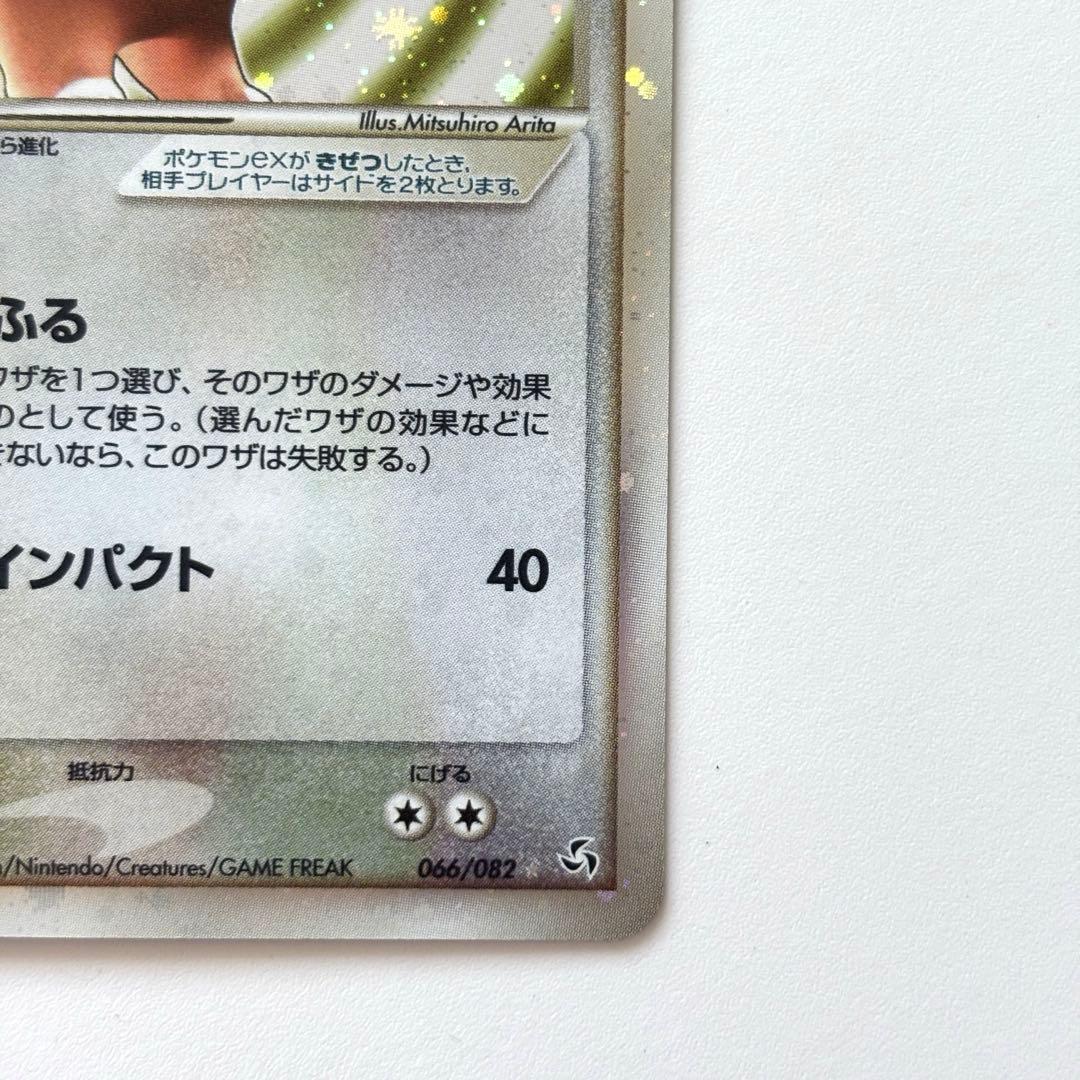 Illus.Mitsuhiro Arita
ら進化
ポケモンexが きぜつしたとき、
相手プレイヤーはサイドを2枚とります。
ふる
ワザを1つ選び、そのワザのダメージや効果
のとして使う。(選んだワザの効果などに
きないなら、このワザは失敗する。)
インパクト
40
抵抗力
にげる
/Nintendo/Creatures/GAME FREAK
066/082